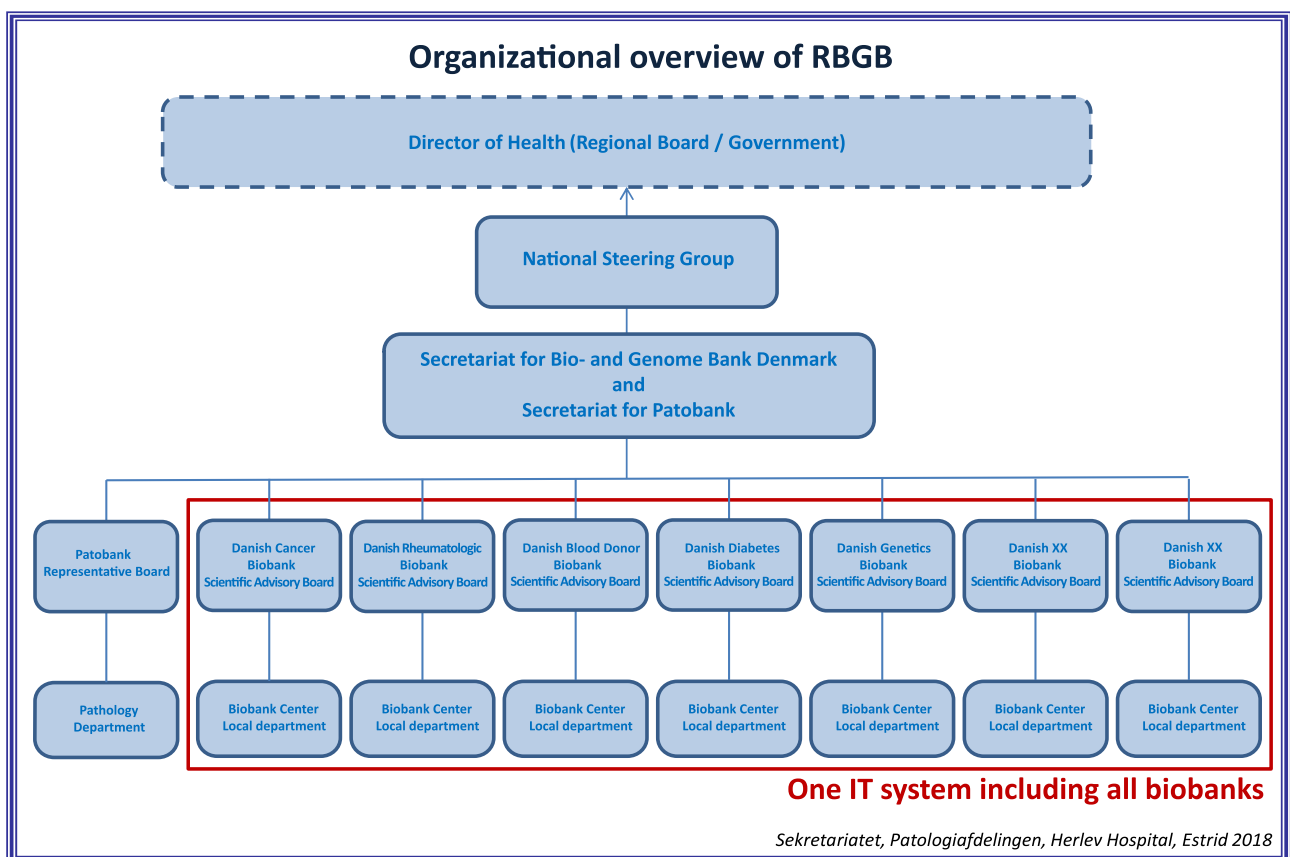 Organizational overview of RBGB
Director of Health (Regional Board / Government)
National Steering Group
Secretariat for Bio- and Genome Bank Denmark
and
Secretariat for Patobank
Patobank
Representative Board
Danish Cancer
Biobank
Scientific Advisory Board
Danish Rheumatologic
Biobank
Scientific Advisory Board
Danish Blood Donor
Biobank
Scientific Advisory Board
Danish Diabetes
Biobank
Scientific Advisory Board
Danish Genetics
Biobank
Scientific Advisory Board
Danish XX
Biobank
Scientific Advisory Board
Danish XX
Biobank
Scientific Advisory Board
Pathology
Department
Biobank Center
Local department
Biobank Center
Local department
Biobank Center
Local department
Biobank Center
Local department
Biobank Center
Local department
Biobank Center
Local department
Biobank Center
Local department
One IT system including all biobanks
Sekretariatet, Patologiafdelingen, Herlev Hospital, Estrid 2018